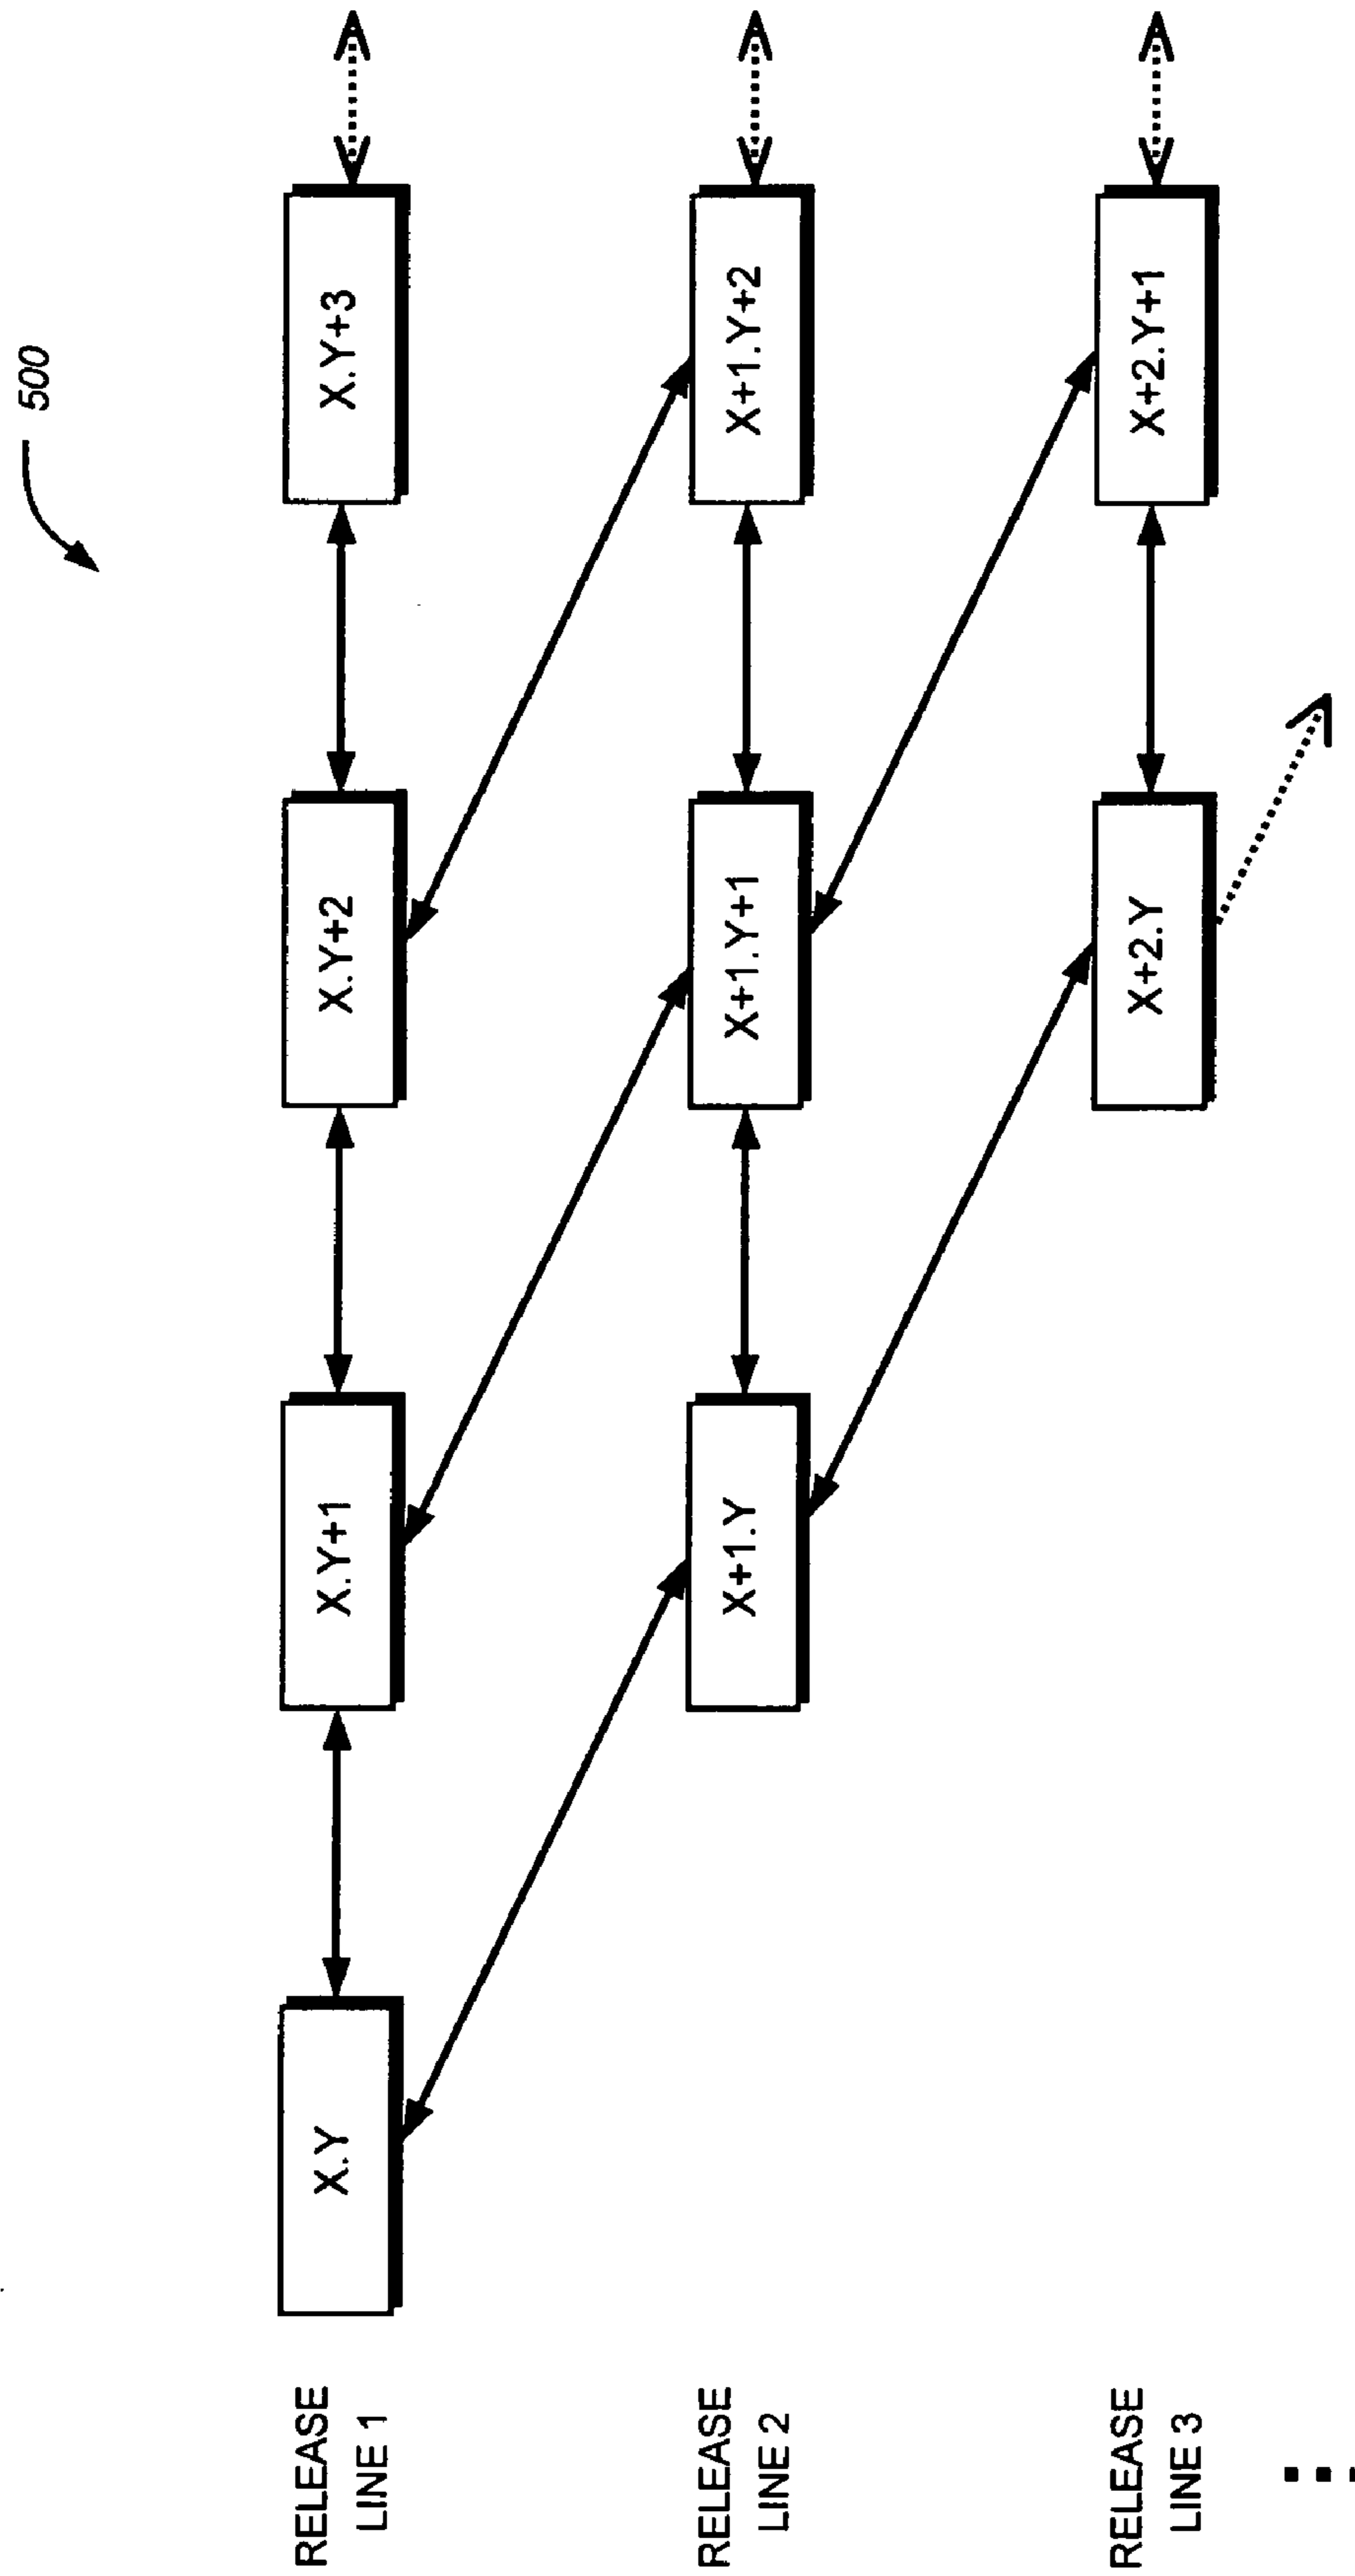 500
RELEASE
LINE 1
X.Y
X.Y+1
X.Y+2
X.Y+3
RELEASE
LINE 2
X+1.Y
X+1.Y+1
X+1.Y+2
RELEASE
LINE 3
X+2.Y
X+2.Y+1